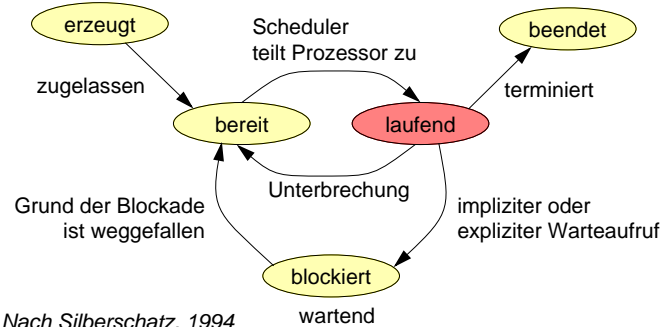 erzeugt
Scheduler
teilt Prozessor zu
beendet
zugelassen
terminiert
bereit
laufend
Unterbrechung
Grund der Blockade
ist weggefallen
impliziter oder
expliziter Warteaufruf
blockiert
wartend
Nach Silberschatz, 1994